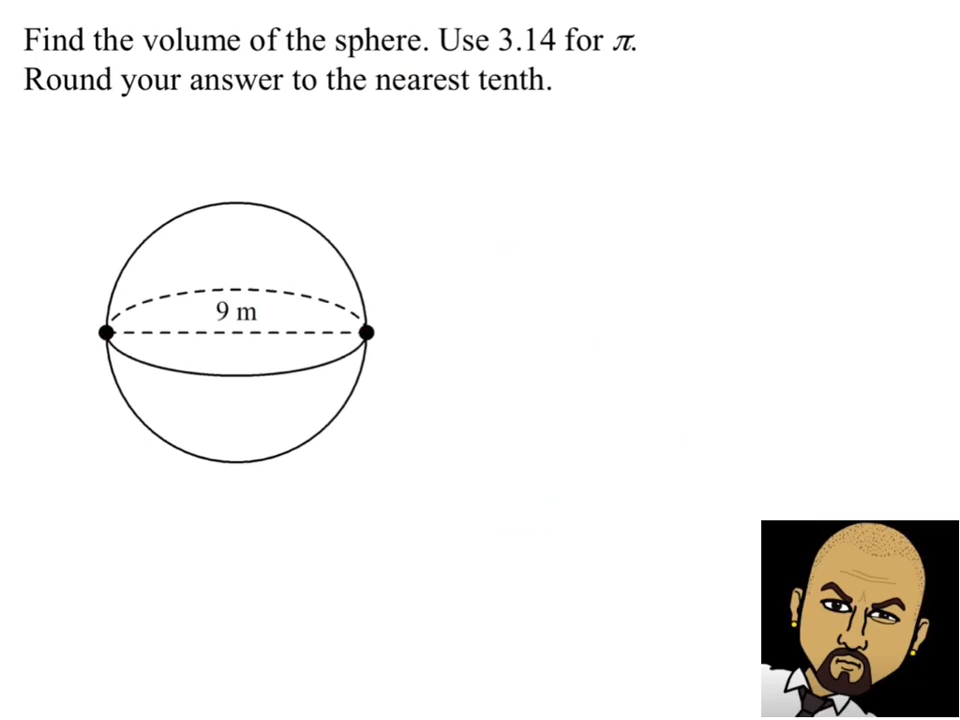 Find the volume of the sphere. Use 3.14 for π.
Round your answer to the nearest tenth.
9 m